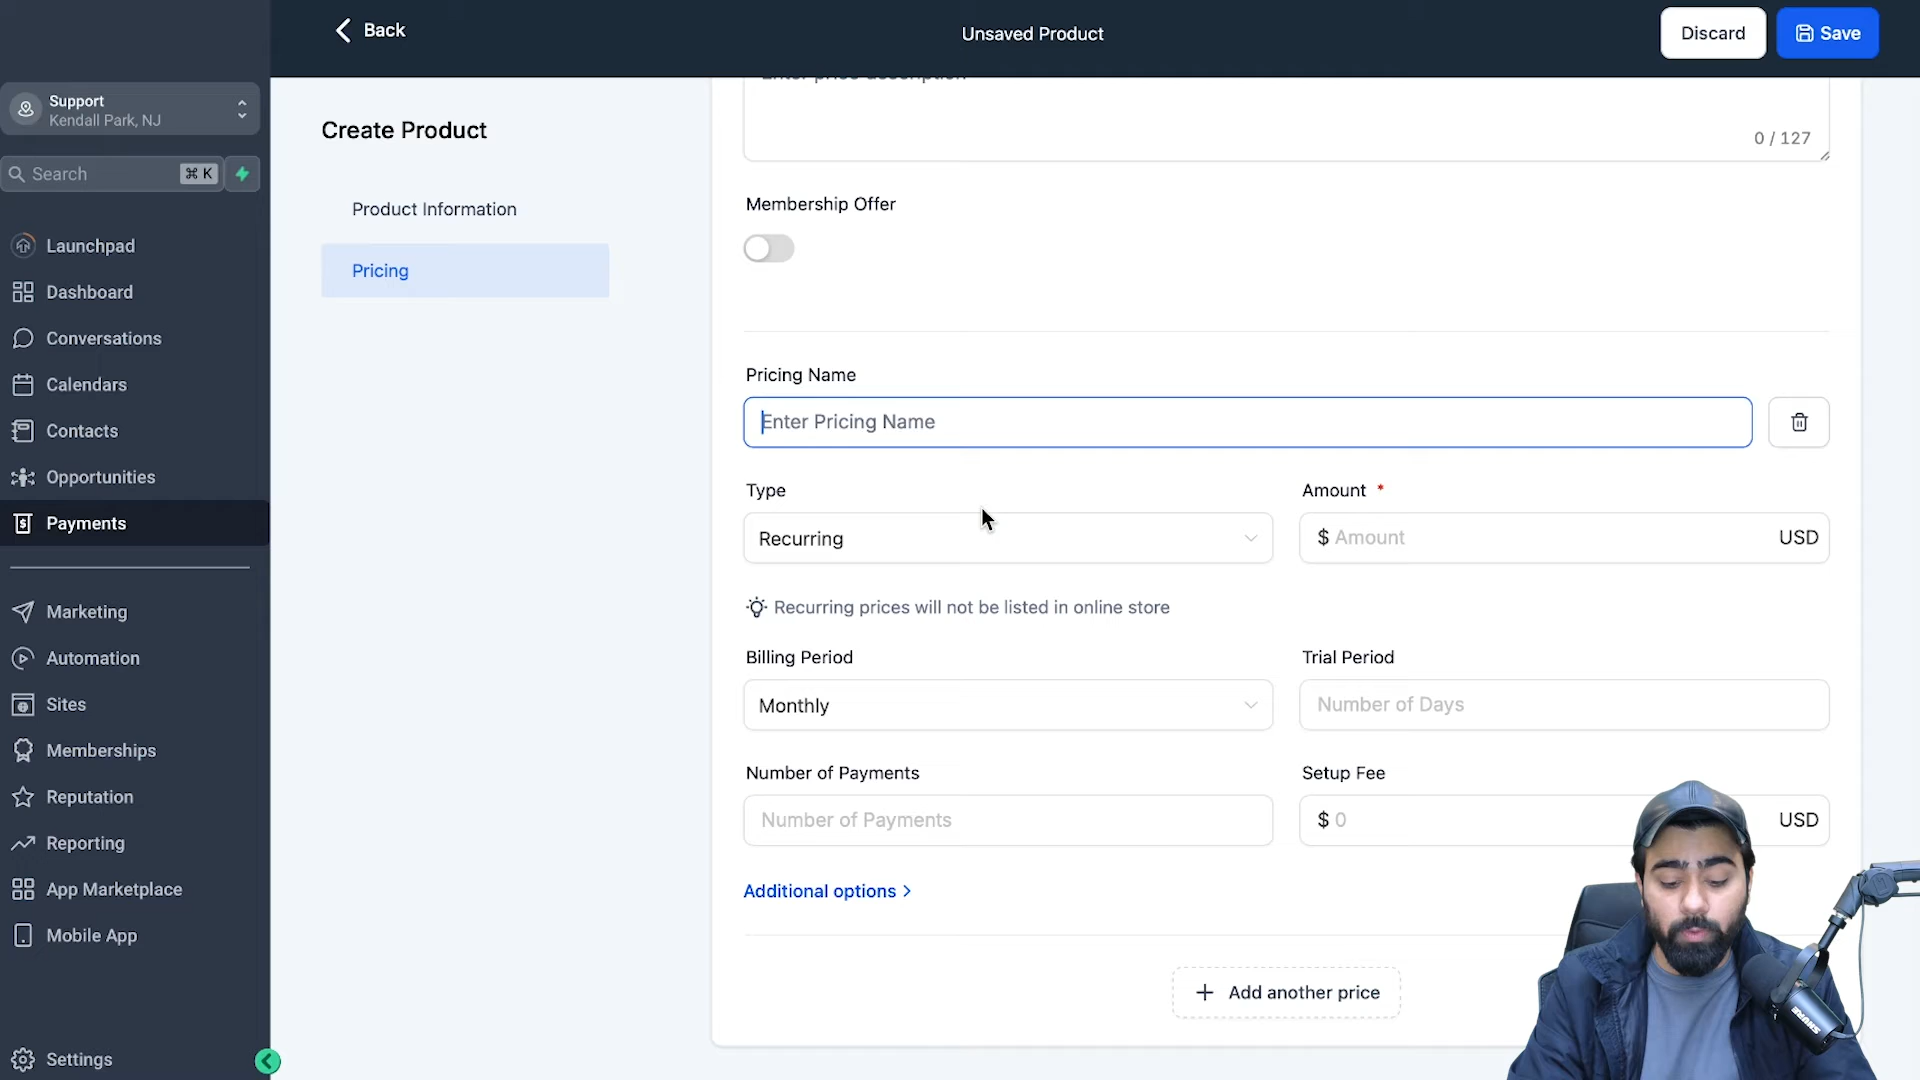 Back
Unsaved Product
Discard
Save
Support
Kendall Park, NJ
Search
⌘ K
Launchpad
Dashboard
Conversations
Calendars
Contacts
Opportunities
Payments
Marketing
Automation
Sites
Memberships
Reputation
Reporting
App Marketplace
Mobile App
Settings
Create Product
Product Information
Pricing
Enter price description
0 / 127
Membership Offer
Pricing Name
Enter Pricing Name
Type
Amount *
Recurring
$ Amount USD
Recurring prices will not be listed in online store
Billing Period
Trial Period
Monthly
Number of Days
Number of Payments
Setup Fee
Number of Payments
$ 0 USD
Additional options >
+ Add another price
SHURE